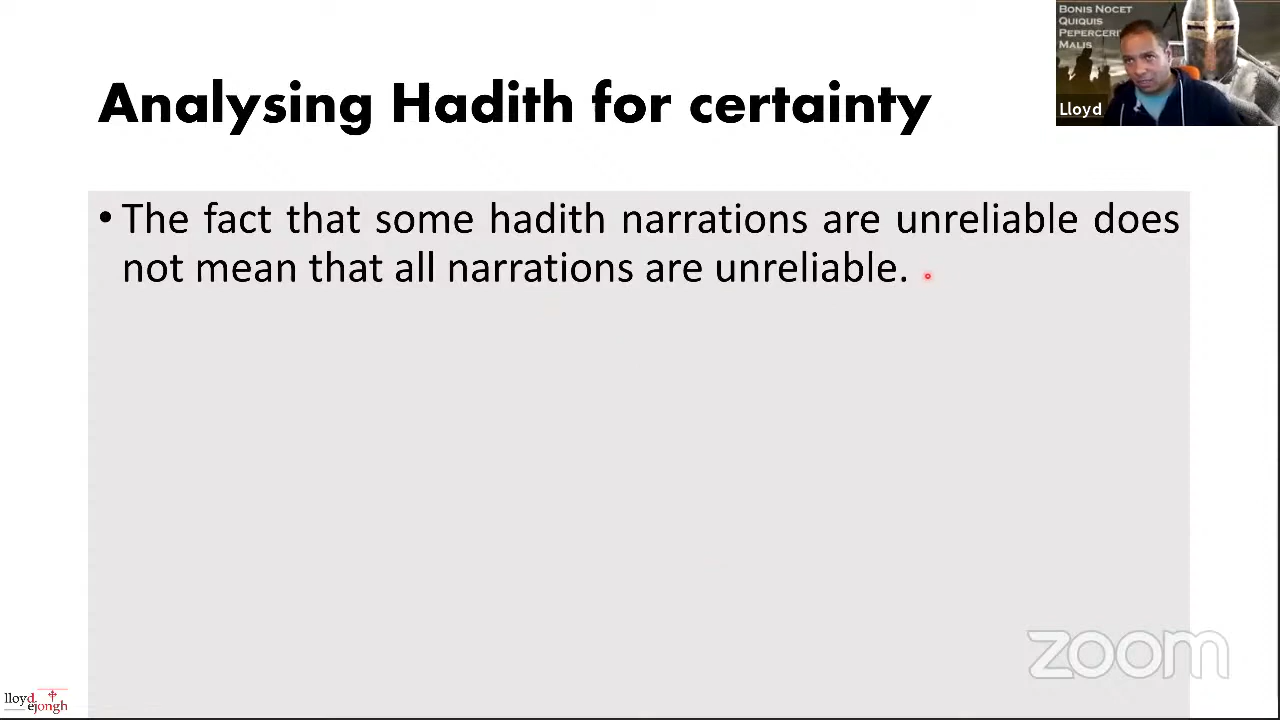 BONIS NOCET
QUIQUIS
PEPERCERI
MALIS
Lloyd
Analysing Hadith for certainty
• The fact that some hadith narrations are unreliable does
not mean that all narrations are unreliable.
zoom
lloyd
ejongh